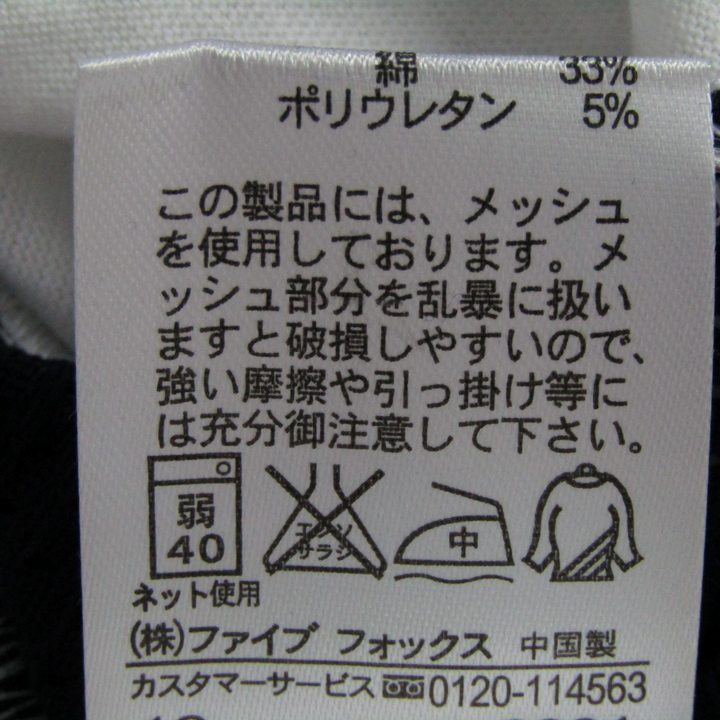 綿 33%
ポリウレタン 5%
この製品には、メッシュ
を使用しております。メ
ッシュ部分を乱暴に扱い
ますと破損しやすいので、
強い摩擦や引っ掛け等に
は充分御注意して下さい。
弱 エンソ 中
40 サラシ
ネット使用
(株)ファイブ フォックス 中国製
カスタマーサービス 0120-114563